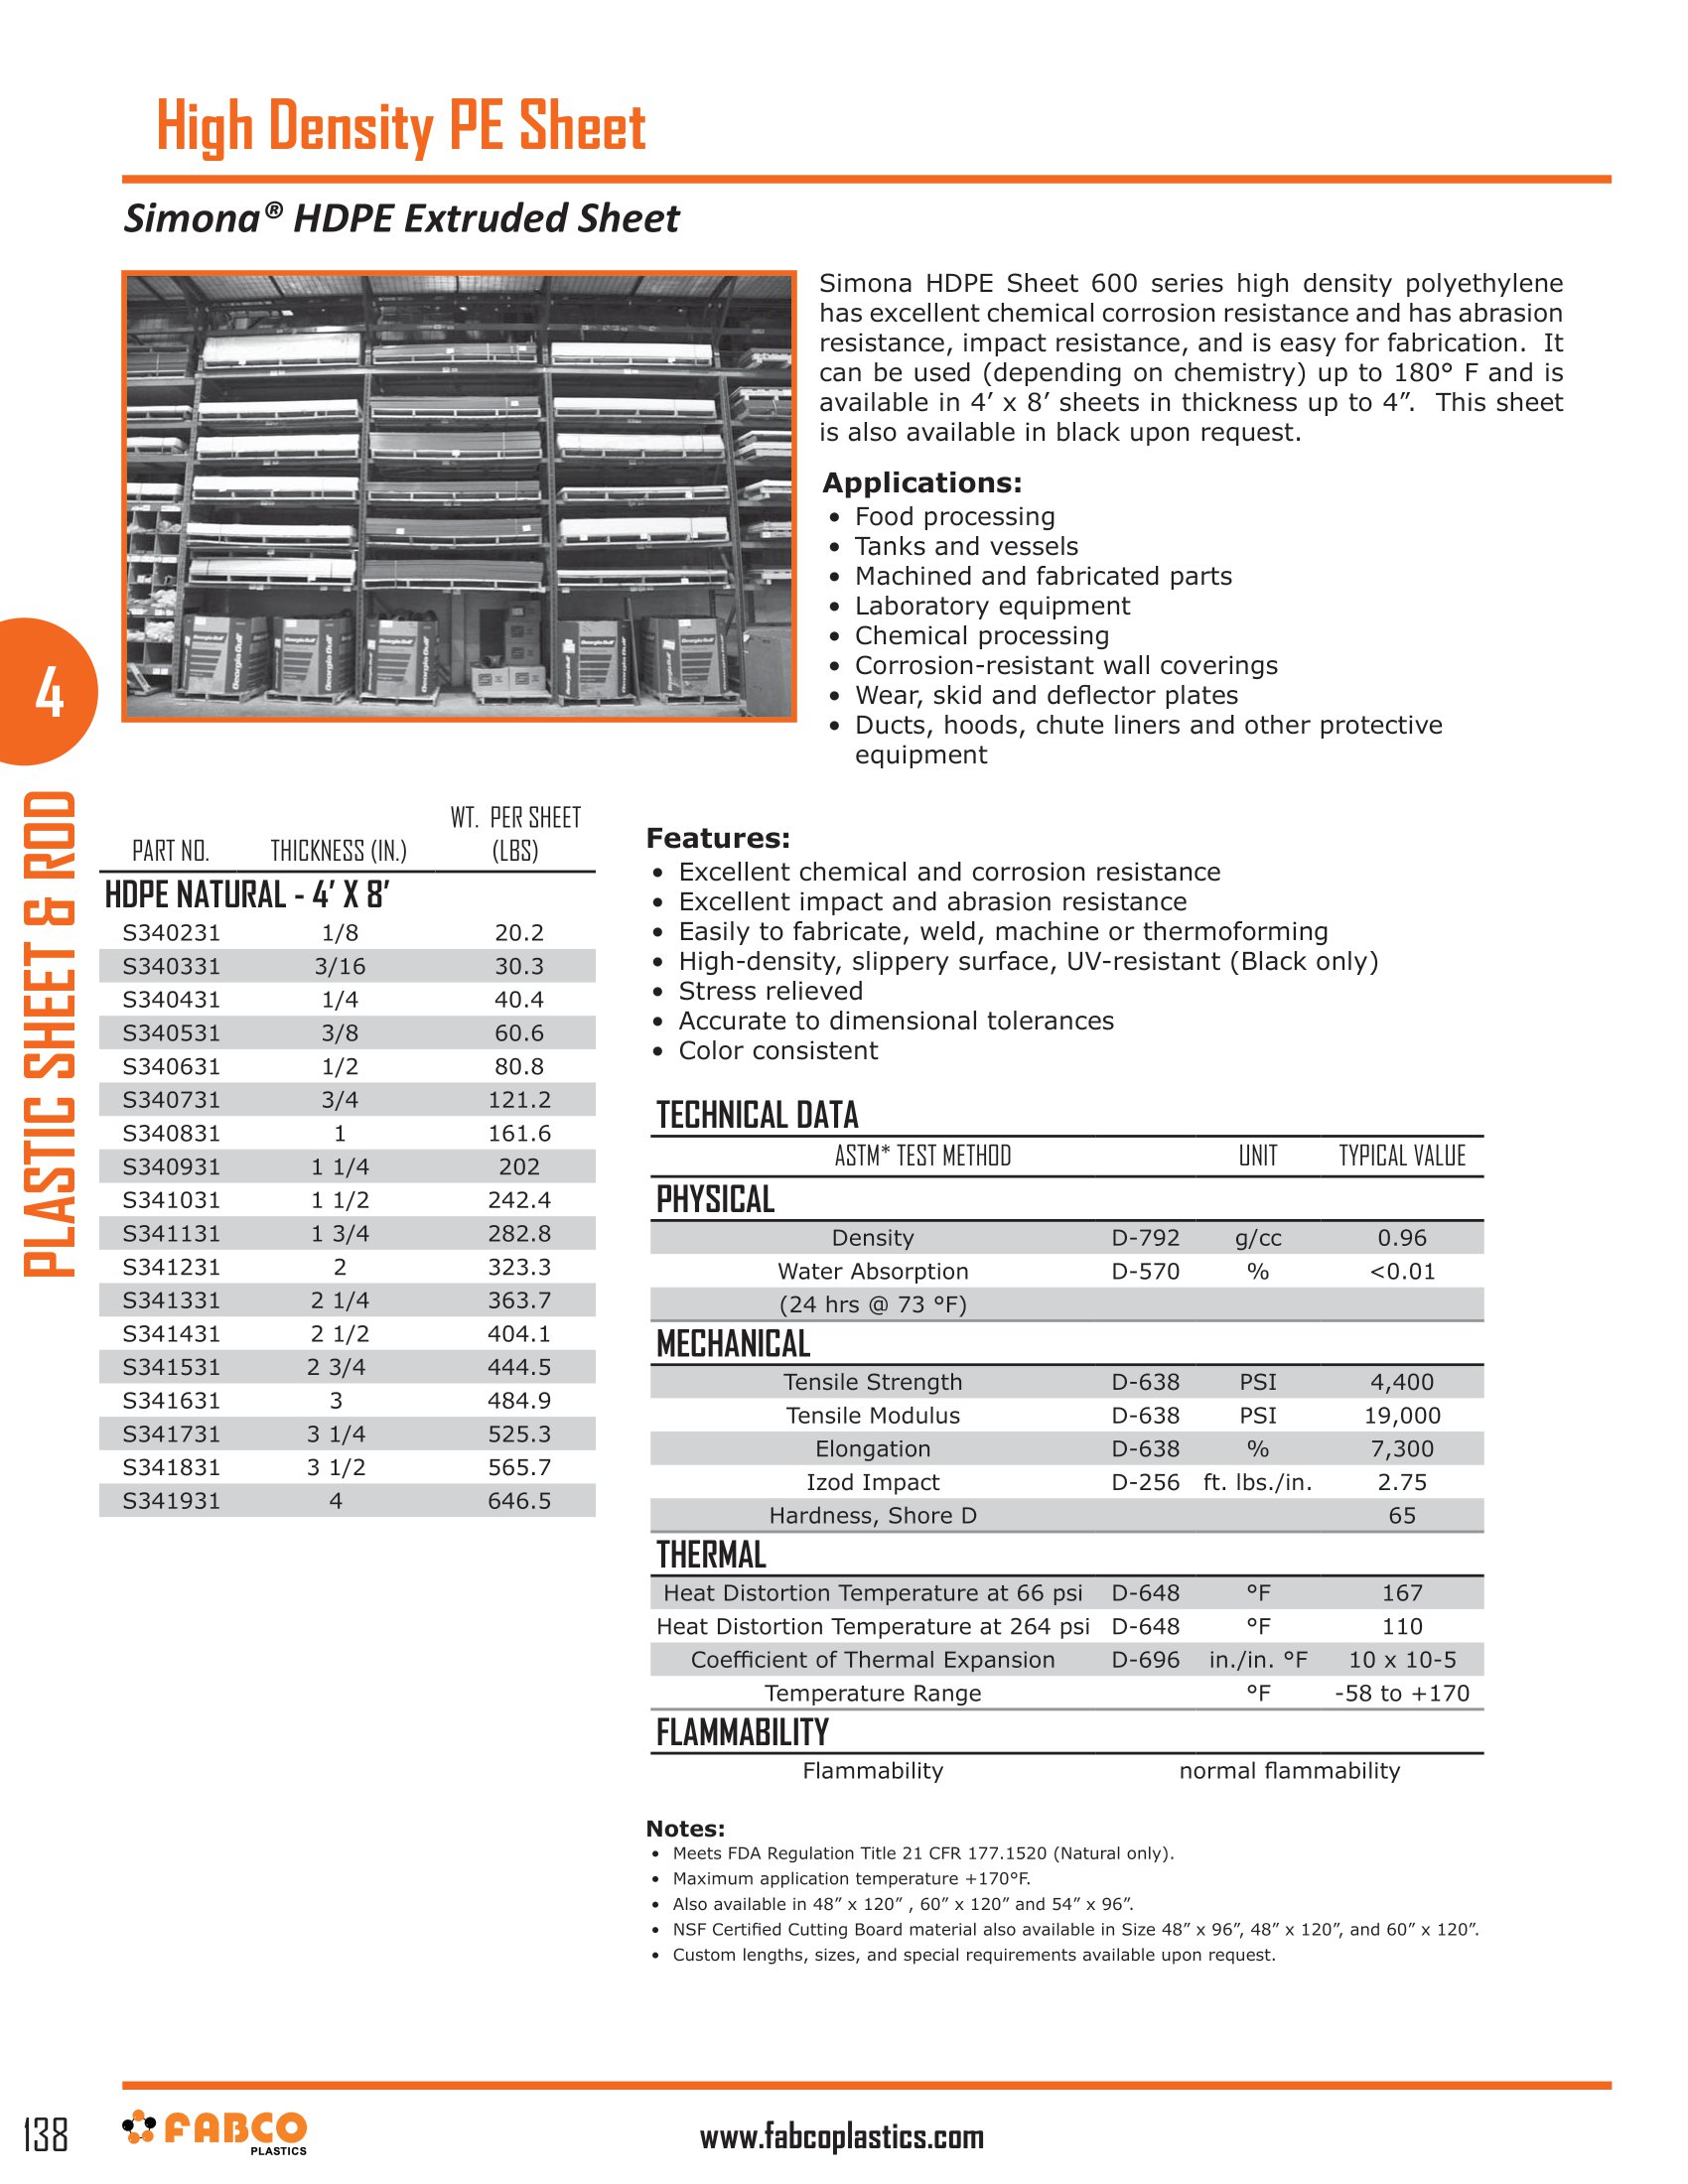 High Density PE Sheet
Simona® HDPE Extruded Sheet
Simona HDPE Sheet 600 series high density polyethylene
has excellent chemical corrosion resistance and has abrasion
resistance, impact resistance, and is easy for fabrication. It
can be used (depending on chemistry) up to 180° F and is
available in 4’ x 8’ sheets in thickness up to 4”. This sheet
is also available in black upon request.
Applications:
• Food processing
• Tanks and vessels
• Machined and fabricated parts
• Laboratory equipment
• Chemical processing
• Corrosion-resistant wall coverings
• Wear, skid and deflector plates
• Ducts, hoods, chute liners and other protective
equipment
4
PLASTIC SHEET & ROD
PART NO. THICKNESS (IN.) WT. PER SHEET (LBS)
HDPE NATURAL - 4’ X 8’
S340231 1/8 20.2
S340331 3/16 30.3
S340431 1/4 40.4
S340531 3/8 60.6
S340631 1/2 80.8
S340731 3/4 121.2
S340831 1 161.6
S340931 1 1/4 202
S341031 1 1/2 242.4
S341131 1 3/4 282.8
S341231 2 323.3
S341331 2 1/4 363.7
S341431 2 1/2 404.1
S341531 2 3/4 444.5
S341631 3 484.9
S341731 3 1/4 525.3
S341831 3 1/2 565.7
S341931 4 646.5
Features:
• Excellent chemical and corrosion resistance
• Excellent impact and abrasion resistance
• Easily to fabricate, weld, machine or thermoforming
• High-density, slippery surface, UV-resistant (Black only)
• Stress relieved
• Accurate to dimensional tolerances
• Color consistent
TECHNICAL DATA
ASTM* TEST METHOD UNIT TYPICAL VALUE
PHYSICAL
Density D-792 g/cc 0.96
Water Absorption D-570 % <0.01
(24 hrs @ 73 °F)
MECHANICAL
Tensile Strength D-638 PSI 4,400
Tensile Modulus D-638 PSI 19,000
Elongation D-638 % 7,300
Izod Impact D-256 ft. lbs./in. 2.75
Hardness, Shore D 65
THERMAL
Heat Distortion Temperature at 66 psi D-648 °F 167
Heat Distortion Temperature at 264 psi D-648 °F 110
Coefficient of Thermal Expansion D-696 in./in. °F 10 x 10-5
Temperature Range °F -58 to +170
FLAMMABILITY
Flammability normal flammability
Notes:
• Meets FDA Regulation Title 21 CFR 177.1520 (Natural only).
• Maximum application temperature +170°F.
• Also available in 48” x 120” , 60” x 120” and 54” x 96”.
• NSF Certified Cutting Board material also available in Size 48” x 96”, 48” x 120”, and 60” x 120”.
• Custom lengths, sizes, and special requirements available upon request.
138
FABCO
PLASTICS
www.fabcoplastics.com